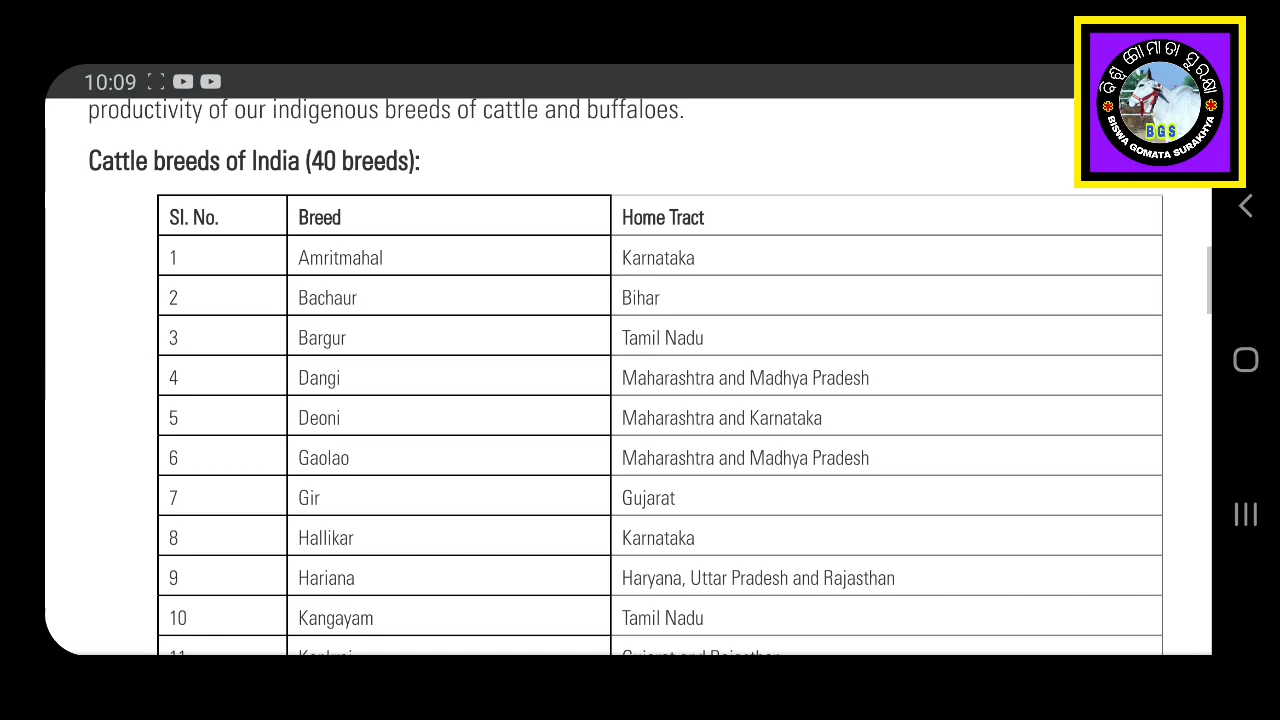 10:09
productivity of our indigenous breeds of cattle and buffaloes.
Cattle breeds of India (40 breeds):
Sl. No. Breed Home Tract
1 Amritmahal Karnataka
2 Bachaur Bihar
3 Bargur Tamil Nadu
4 Dangi Maharashtra and Madhya Pradesh
5 Deoni Maharashtra and Karnataka
6 Gaolao Maharashtra and Madhya Pradesh
7 Gir Gujarat
8 Hallikar Karnataka
9 Hariana Haryana, Uttar Pradesh and Rajasthan
10 Kangayam Tamil Nadu
ବିଶ୍ୱ ଗୋମାତା ସୁରକ୍ଷା
BGS
BISWA GOMATA SURAKHYA